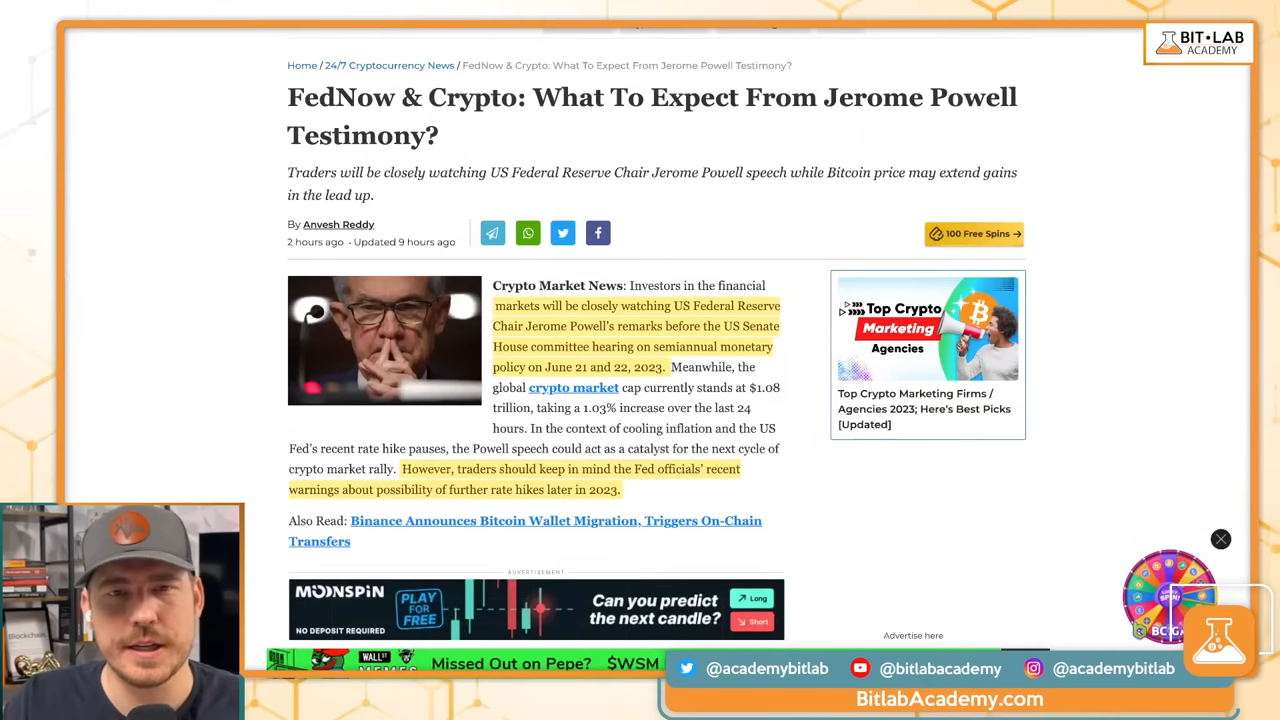 BIT•LAB
ACADEMY
Home / 24/7 Cryptocurrency News / FedNow & Crypto: What To Expect From Jerome Powell Testimony?
FedNow & Crypto: What To Expect From Jerome Powell
Testimony?
Traders will be closely watching US Federal Reserve Chair Jerome Powell speech while Bitcoin price may extend gains
in the lead up.
By Anvesh Reddy
2 hours ago • Updated 9 hours ago
100 Free Spins →
Crypto Market News: Investors in the financial
markets will be closely watching US Federal Reserve
Chair Jerome Powell's remarks before the US Senate
House committee hearing on semiannual monetary
policy on June 21 and 22, 2023. Meanwhile, the
global crypto market cap currently stands at $1.08
trillion, taking a 1.03% increase over the last 24
hours. In the context of cooling inflation and the US
Fed's recent rate hike pauses, the Powell speech could act as a catalyst for the next cycle of
crypto market rally. However, traders should keep in mind the Fed officials' recent
warnings about possibility of further rate hikes later in 2023.
Top Crypto
Marketing
Agencies
Top Crypto Marketing Firms /
Agencies 2023; Here's Best Picks
[Updated]
Also Read: Binance Announces Bitcoin Wallet Migration, Triggers On-Chain
Transfers
ADVERTISEMENT
MOONSPIN
NO DEPOSIT REQUIRED
PLAY
FOR
FREE
Can you predict
the next candle?
Long
Short
Advertise here
WALL ST
MEMES
Missed Out on Pepe? $WSM
Blockchain
@academybitlab
@bitlabacademy
@academybitlab
BitlabAcademy.com